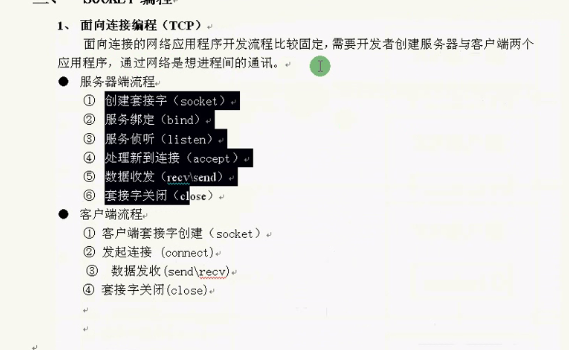 SOCKET 编程
1、 面向连接编程（TCP）
面向连接的网络应用程序开发流程比较固定，需要开发者创建服务器与客户端两个
应用程序，通过网络是想进程间的通讯。
● 服务器端流程
① 创建套接字（socket）
② 服务绑定（bind）
③ 服务侦听（listen）
④ 处理新到连接（accept）
⑤ 数据收发（recv\send）
⑥ 套接字关闭（close）
● 客户端流程
① 客户端套接字创建（socket）
② 发起连接 (connect)
③ 数据发收(send\recv)
④ 套接字关闭(close)